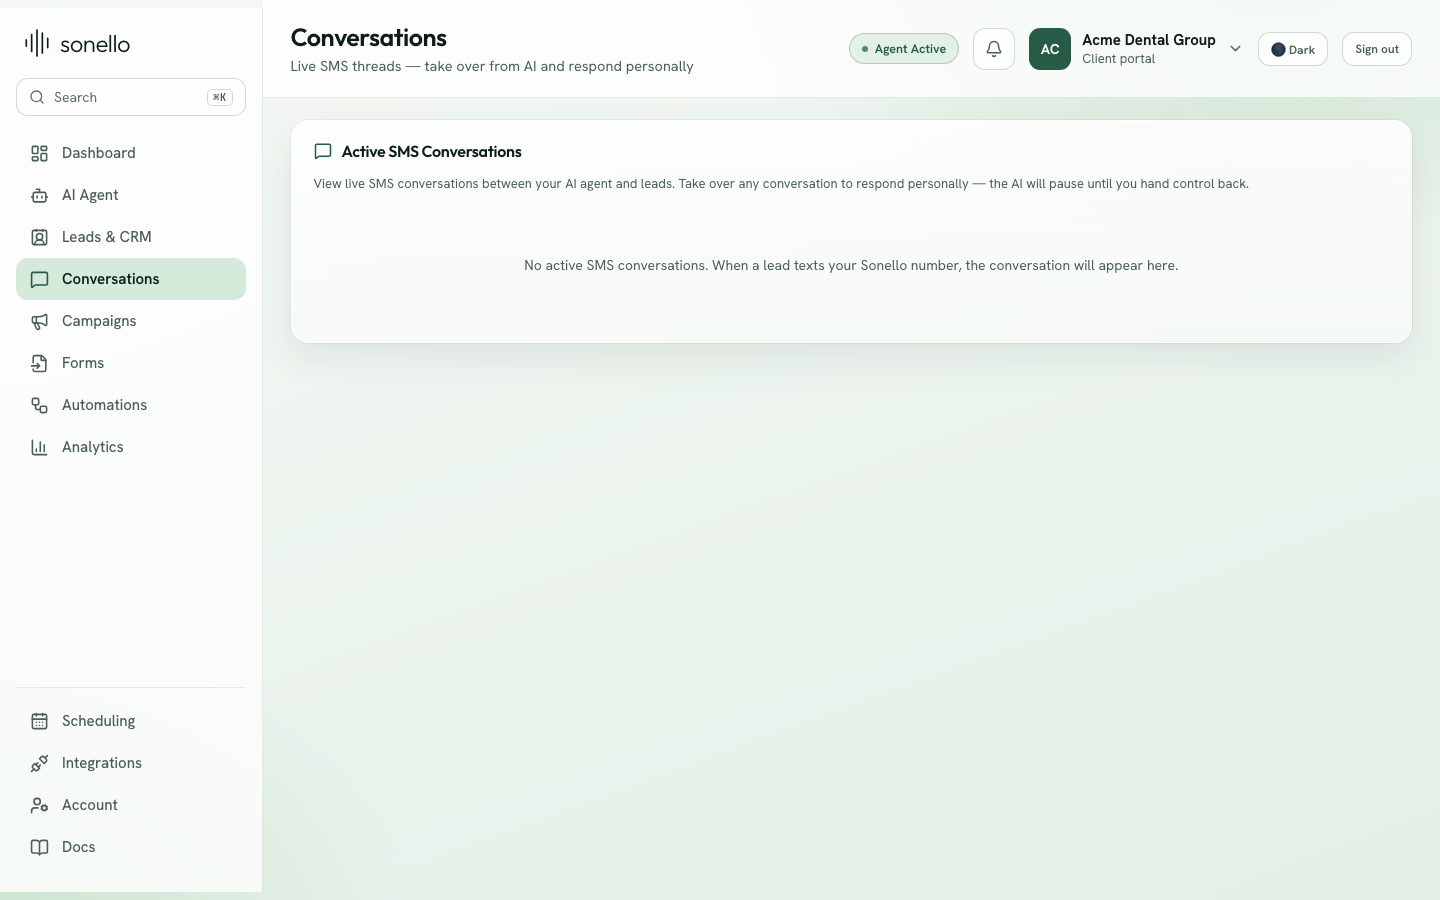 sonello
Search ⌘K
Dashboard
AI Agent
Leads & CRM
Conversations
Campaigns
Forms
Automations
Analytics
Scheduling
Integrations
Account
Docs
Conversations
Live SMS threads — take over from AI and respond personally
Agent Active
AC
Acme Dental Group
Client portal
Dark
Sign out
Active SMS Conversations
View live SMS conversations between your AI agent and leads. Take over any conversation to respond personally — the AI will pause until you hand control back.
No active SMS conversations. When a lead texts your Sonello number, the conversation will appear here.